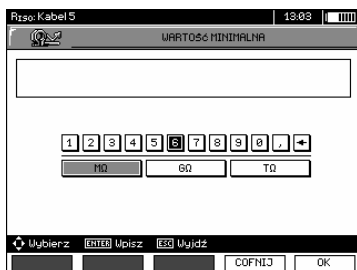 RISO: Kabel 5 13:03
WARTOŚĆ MINIMALNA
1 2 3 4 5 6 7 8 9 0 , ←
MΩ GΩ TΩ
Wybierz ENTER Wpisz ESC Wyjdź
COFNIJ OK